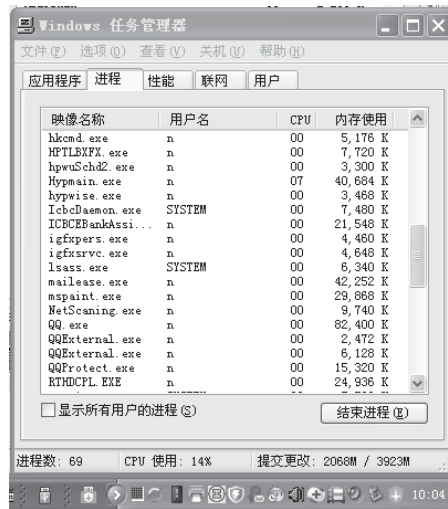 Windows 任务管理器
文件(F) 选项(O) 查看(V) 关机(U) 帮助(H)
应用程序 进程 性能 联网 用户
映像名称 用户名 CPU 内存使用
hkcmd.exe n 00 5,176 K
HPTLBXFX.exe n 00 7,720 K
hpwuSchd2.exe n 00 3,300 K
Hypmain.exe n 07 40,684 K
hypwise.exe n 00 3,468 K
IcbcDaemon.exe SYSTEM 00 7,480 K
ICBCEBankAssi... n 00 21,548 K
igfxpers.exe n 00 4,460 K
igfxsrvc.exe n 00 4,648 K
lsass.exe SYSTEM 00 6,340 K
mailease.exe n 00 42,252 K
mspaint.exe n 00 29,868 K
NetScaning.exe n 00 9,740 K
QQ.exe n 00 82,400 K
QQExternal.exe n 00 2,472 K
QQExternal.exe n 00 6,128 K
QQProtect.exe n 00 15,320 K
RTHDCPL.EXE n 00 24,936 K
显示所有用户的进程(S) 结束进程(E)
进程数: 69 CPU 使用: 14% 提交更改: 2068M / 3923M
10:04